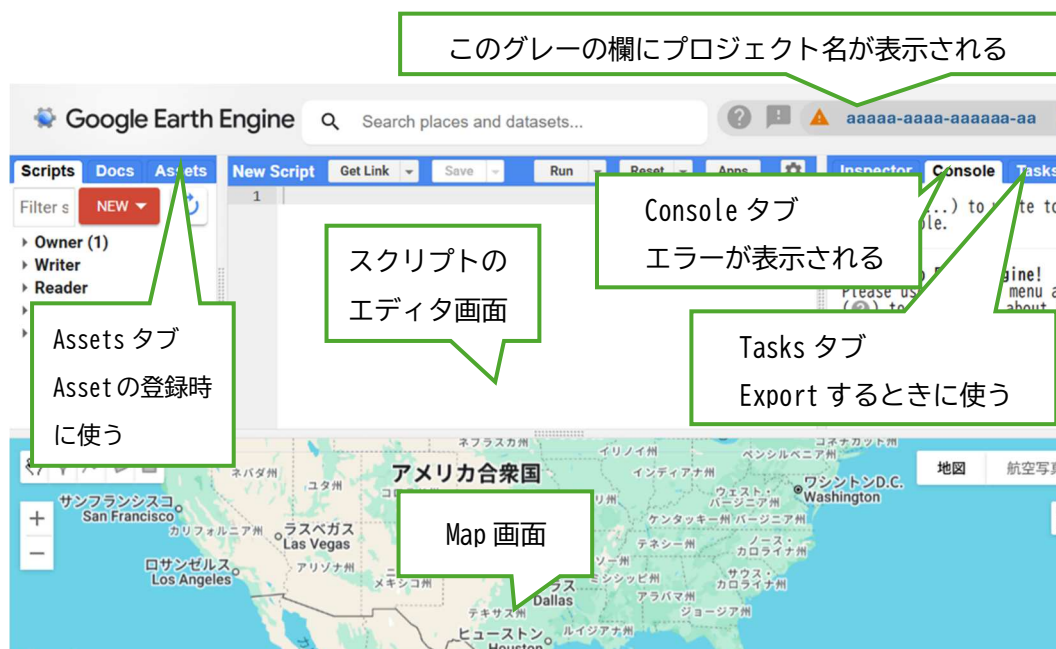 このグレーの欄にプロジェクト名が表示される
Google Earth Engine
Search places and datasets...
aaaaa-aaaa-aaaaaa-aa
Scripts Docs Assets
New Script Get Link Save Run Reset Apps
Inspector Console Tasks
Filter s NEW
1
...) to write to
Owner (1)
Writer
Reader
Console タブ
エラーが表示される
スクリプトの
エディタ画面
Please us menu a
about
Assets タブ
Assetの登録時
に使う
Tasks タブ
Export するときに使う
ネブラスカ州
イリノイ州
コネチカット州
ペンシルベニア州
ネバダ州
ユタ州
アメリカ合衆国
インディアナ州
地図 航空写真
ワシントンD.C.
Washington
ウェスト・
バージニア州
サンフランシスコ
San Francisco
カリフォルニア州
ラスベガス
Las Vegas
Map 画面
ケンタッキー州
バージニア州
テネシー州
ノース・
カロライナ州
ロサンゼルス
Los Angeles
アリゾナ州
メキシコ州
ミシシッピ州
サウス・
カロライナ州
Dallas
アラバマ州
テキサス州
ジョージア州
ヒューストン
Houston
ルイジアナ州